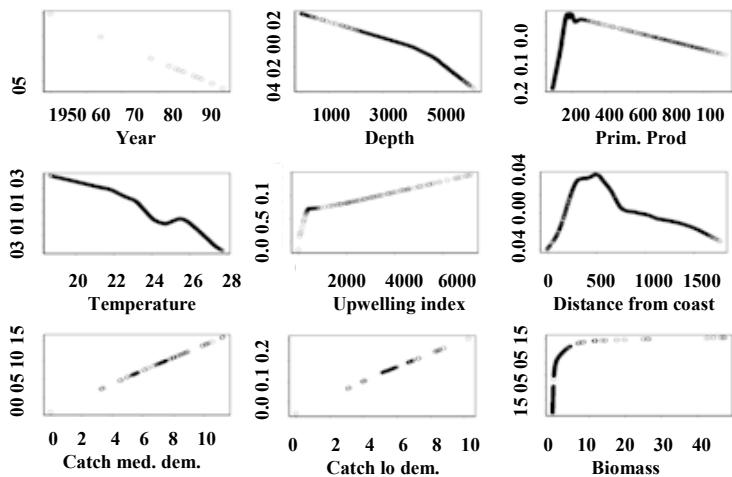 05
1950 60 70 80 90
Year
04 02 00 02
1000 3000 5000
Depth
0.2 0.1 0.0
200 400 600 800 100
Prim. Prod
03 01 01 03
20 22 24 26 28
Temperature
0.0 0.5 0.1
2000 4000 6000
Upwelling index
0.04 0.00 0.04
0 500 1000 1500
Distance from coast
00 05 10 15
0 2 4 6 8 10
Catch med. dem.
0.0 0.1 0.2
0 2 4 6 8 10
Catch lo dem.
15 05 05 15
0 10 20 30 40
Biomass